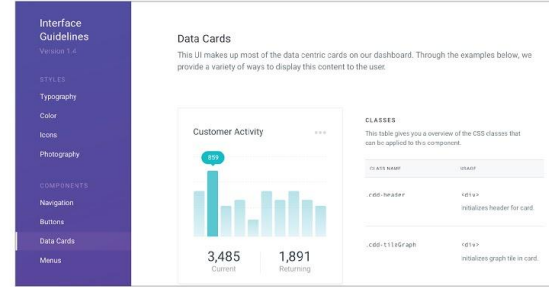 Interface
Guidelines
Version 1.4
STYLES
Typography
Color
Icons
Photography
COMPONENTS
Navigation
Buttons
Data Cards
Menus
Data Cards
This UI makes up most of the data centric cards on our dashboard. Through the examples below, we
provide a variety of ways to display this content to the user.
Customer Activity
859
3,485
Current
1,891
Returning
CLASSES
This table gives you a overview of the CSS classes that
can be applied to this component.
CLASS NAME
USAGE
.cdd-header
<div>
Initializes header for card.
.cdd-tileGraph
<div>
Initializes graph tile in card.